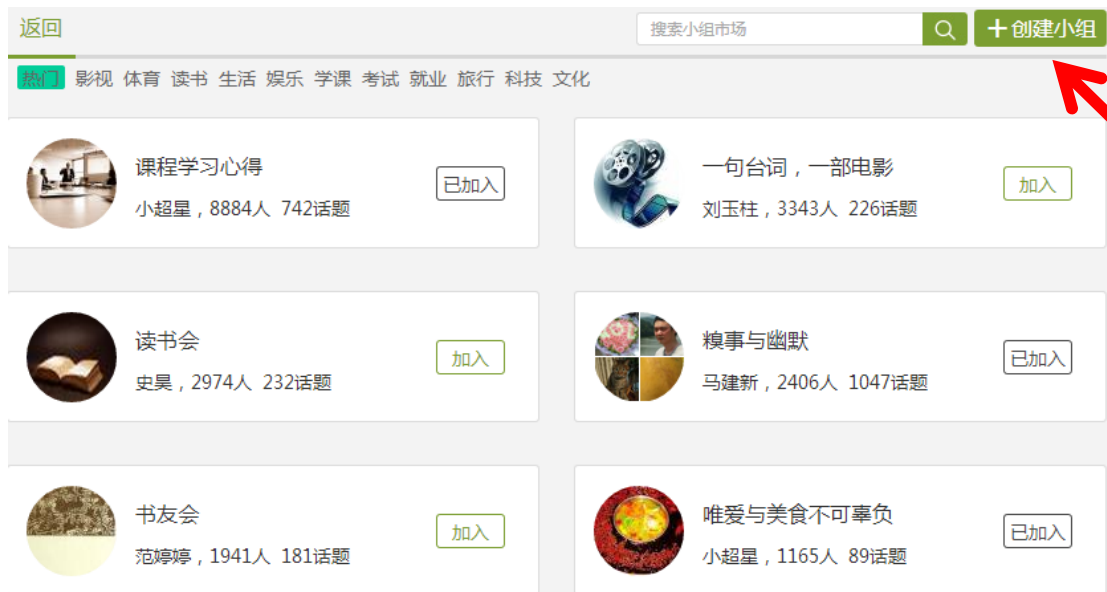 返回
搜索小组市场
+创建小组
热门 影视 体育 读书 生活 娱乐 学课 考试 就业 旅行 科技 文化
课程学习心得
小超星，8884人 742话题
已加入
一句台词，一部电影
刘玉柱，3343人 226话题
加入
读书会
史昊，2974人 232话题
加入
糗事与幽默
马建新，2406人 1047话题
已加入
书友会
范婷婷，1941人 181话题
加入
唯爱与美食不可辜负
小超星，1165人 89话题
已加入